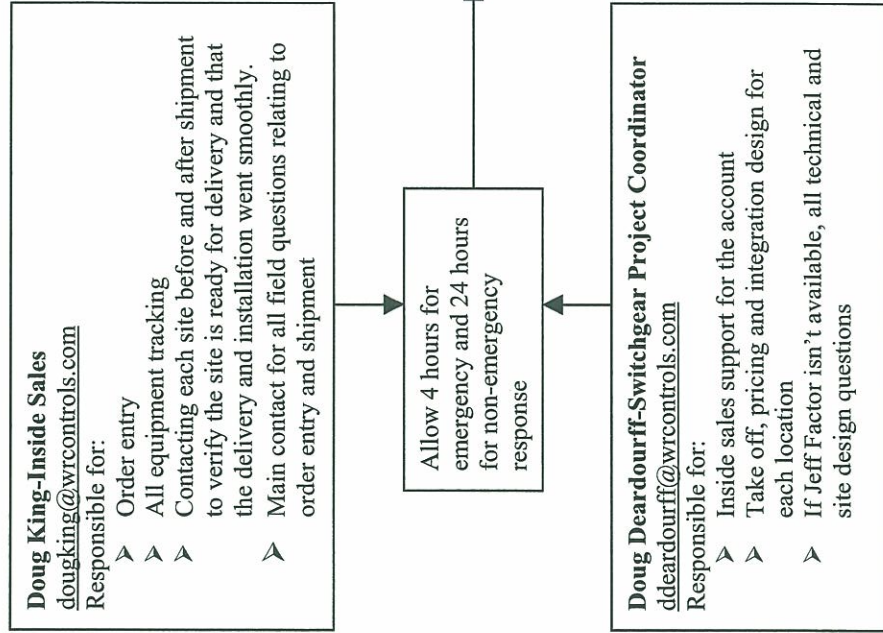 Doug King-Inside Sales
dougking@wrcontrols.com
Responsible for:
➢ Order entry
➢ All equipment tracking
➢ Contacting each site before and after shipment
to verify the site is ready for delivery and that
the delivery and installation went smoothly.
➢ Main contact for all field questions relating to
order entry and shipment
Allow 4 hours for
emergency and 24 hours
for non-emergency
response
Doug Deardourff-Switchgear Project Coordinator
ddeardourff@wrcontrols.com
Responsible for:
➢ Inside sales support for the account
➢ Take off, pricing and integration design for
each location
➢ If Jeff Factor isn't available, all technical and
site design questions